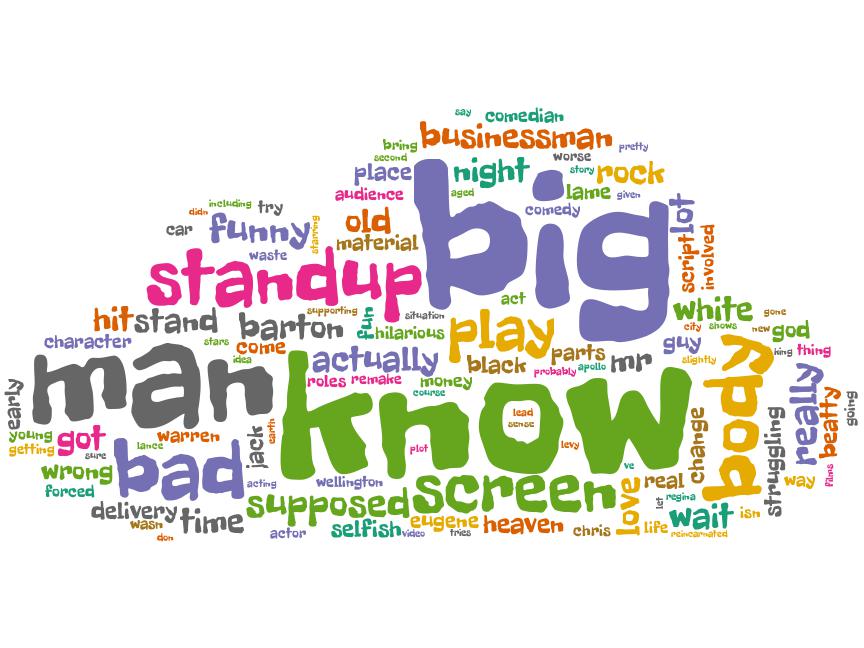 say
comedian
bring
businessman
pretty
second
worse
place
night
story
rock
audience
aged
lame
given
including
didn
try
comedy
lot
car
funny
starring
old
material
script
involved
waste
standup
big
act
hit
stand
barton
supporting
fun
situation
hilarious
play
white
gone
city
shows
new
god
character
stars
come
idea
actually
black
parts
probably
apollo
mr
guy
slightly
king
thing
man
roles
remake
money
course
know
body
really
early
young
getting
got
sure
lance
warren
jack
earth
lead
sense
plot
levy
change
struggling
beatty
going
wrong
bad
forced
acting
wellington
supposed
screen
ve
love
real
let
regina
way
films
delivery
wasn
time
don
actor
selfish
video
eugene
tries
heaven
chris
life
wait
isn
reincarnated